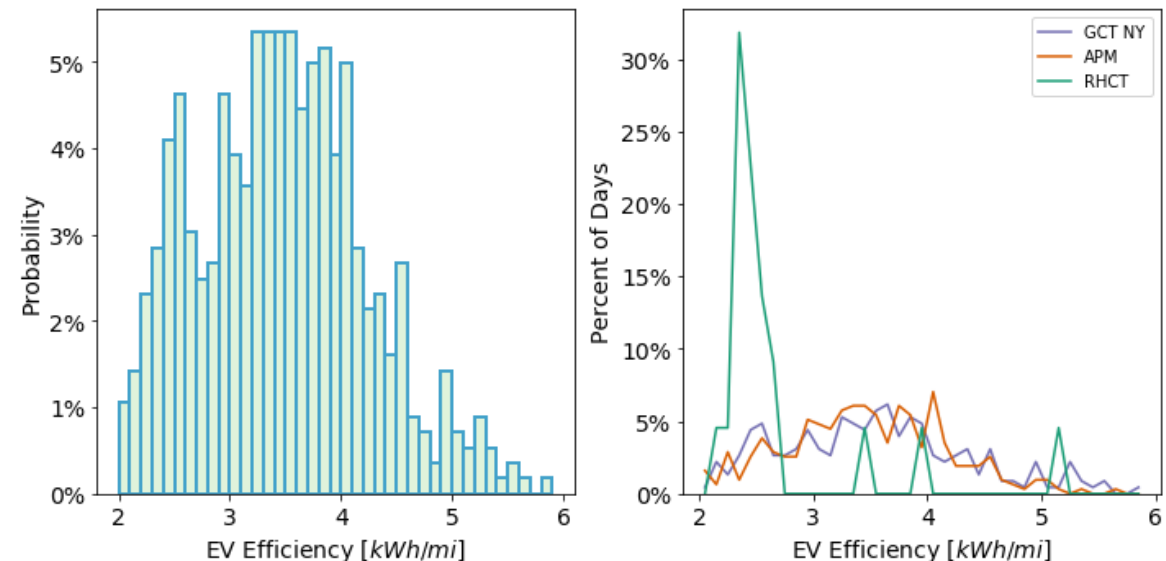 5%
4%
3%
2%
1%
0%
Probability
2 3 4 5 6
EV Efficiency [kWh/mi]
30%
25%
20%
15%
10%
5%
0%
Percent of Days
GCT NY
APM
RHCT
2 3 4 5 6
EV Efficiency [kWh/mi]